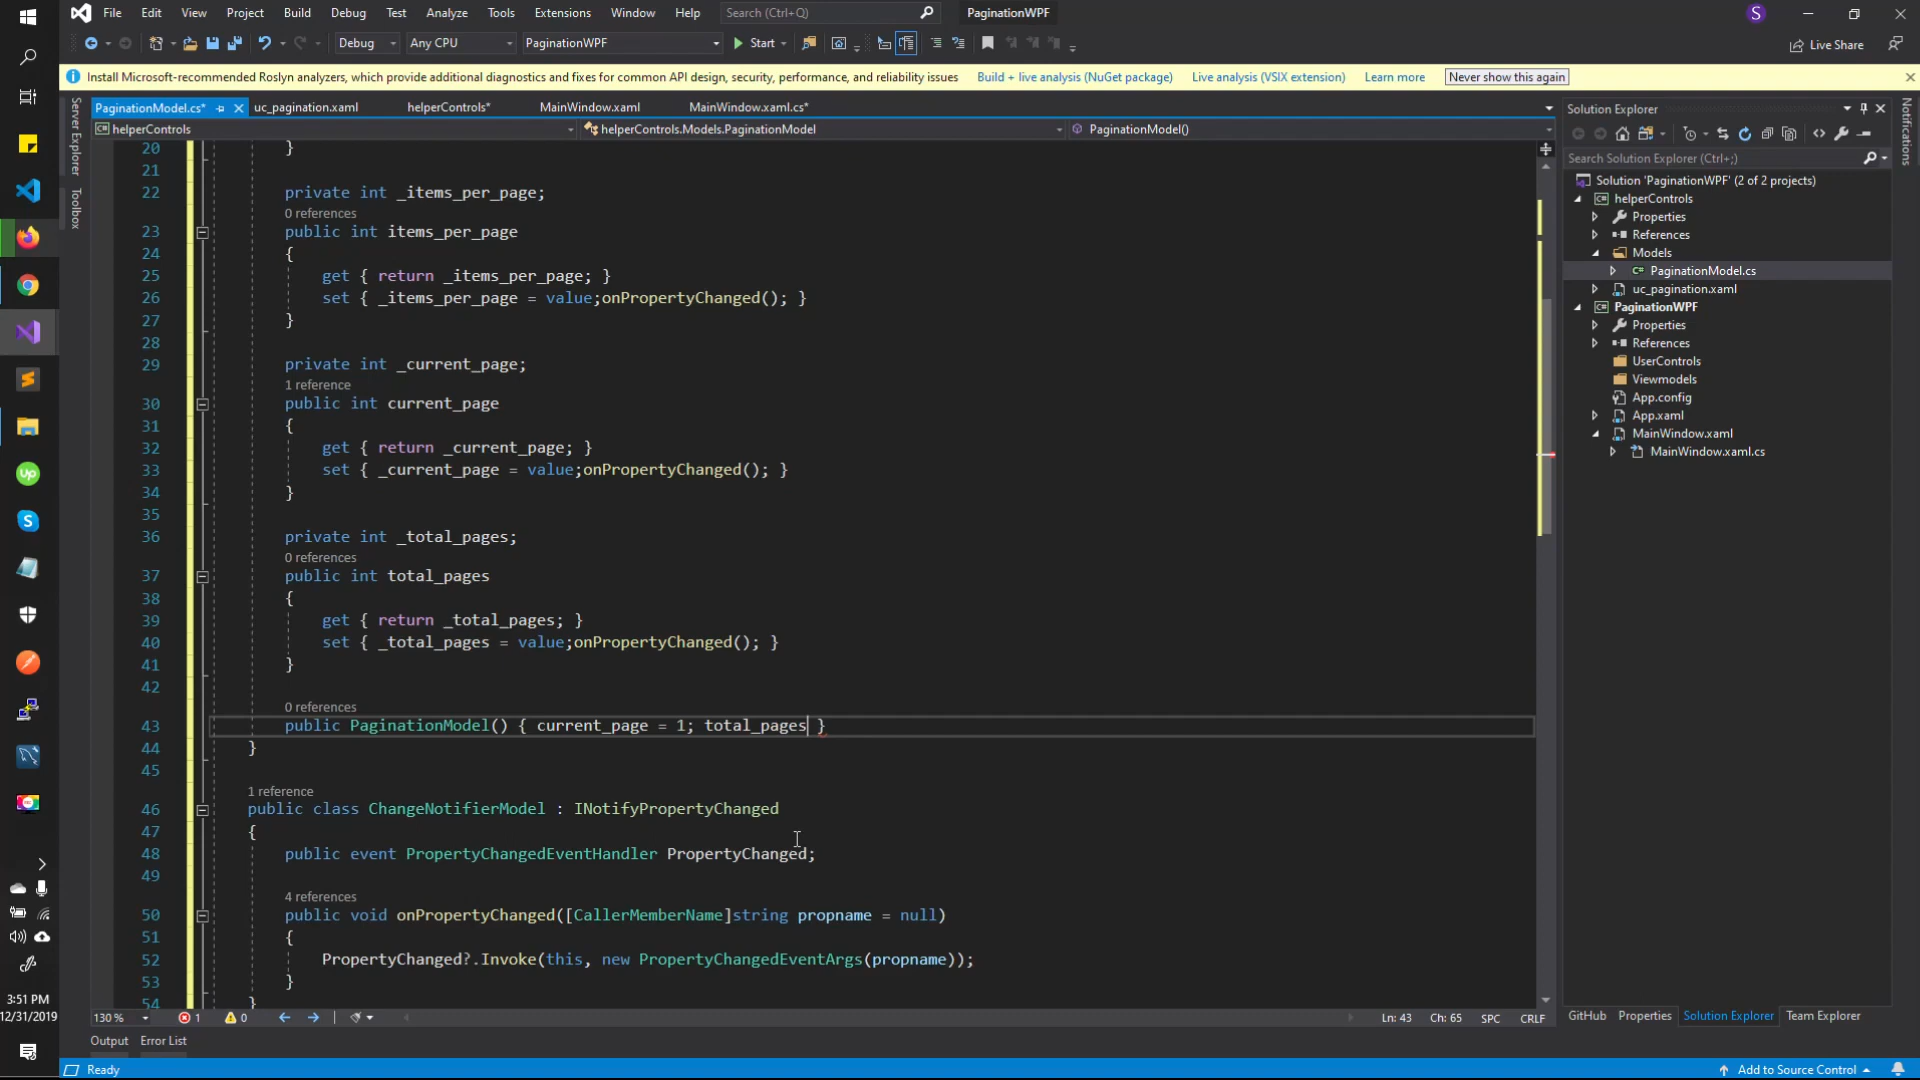 File Edit View Project Build Debug Test Analyze Tools Extensions Window Help Search (Ctrl+Q) PaginationWPF S
Debug Any CPU PaginationWPF Start Live Share
Install Microsoft-recommended Roslyn analyzers, which provide additional diagnostics and fixes for common API design, security, performance, and reliability issues Build + live analysis (NuGet package) Live analysis (VSIX extension) Learn more Never show this again
Server Explorer
Toolbox
PaginationModel.cs* uc_pagination.xaml helperControls* MainWindow.xaml MainWindow.xaml.cs*
helperControls helperControls.Models.PaginationModel PaginationModel()
20 }
21
22 private int _items_per_page;
0 references
23 public int items_per_page
24 {
25 get { return _items_per_page; }
26 set { _items_per_page = value;onPropertyChanged(); }
27 }
28
29 private int _current_page;
1 reference
30 public int current_page
31 {
32 get { return _current_page; }
33 set { _current_page = value;onPropertyChanged(); }
34 }
35
36 private int _total_pages;
0 references
37 public int total_pages
38 {
39 get { return _total_pages; }
40 set { _total_pages = value;onPropertyChanged(); }
41 }
42
0 references
43 public PaginationModel() { current_page = 1; total_pages }
44 }
45
1 reference
46 public class ChangeNotifierModel : INotifyPropertyChanged
47 {
48 public event PropertyChangedEventHandler PropertyChanged;
49
4 references
50 public void onPropertyChanged([CallerMemberName]string propname = null)
51 {
52 PropertyChanged?.Invoke(this, new PropertyChangedEventArgs(propname));
53 }
54 }
130 % 1 0 Ln: 43 Ch: 65 SPC CRLF
Output Error List
Ready Add to Source Control
Solution Explorer
Search Solution Explorer (Ctrl+;)
Solution 'PaginationWPF' (2 of 2 projects)
helperControls
Properties
References
Models
C# PaginationModel.cs
uc_pagination.xaml
PaginationWPF
Properties
References
UserControls
Viewmodels
App.config
App.xaml
MainWindow.xaml
MainWindow.xaml.cs
GitHub Properties Solution Explorer Team Explorer
Notifications
Up
3:51 PM
12/31/2019